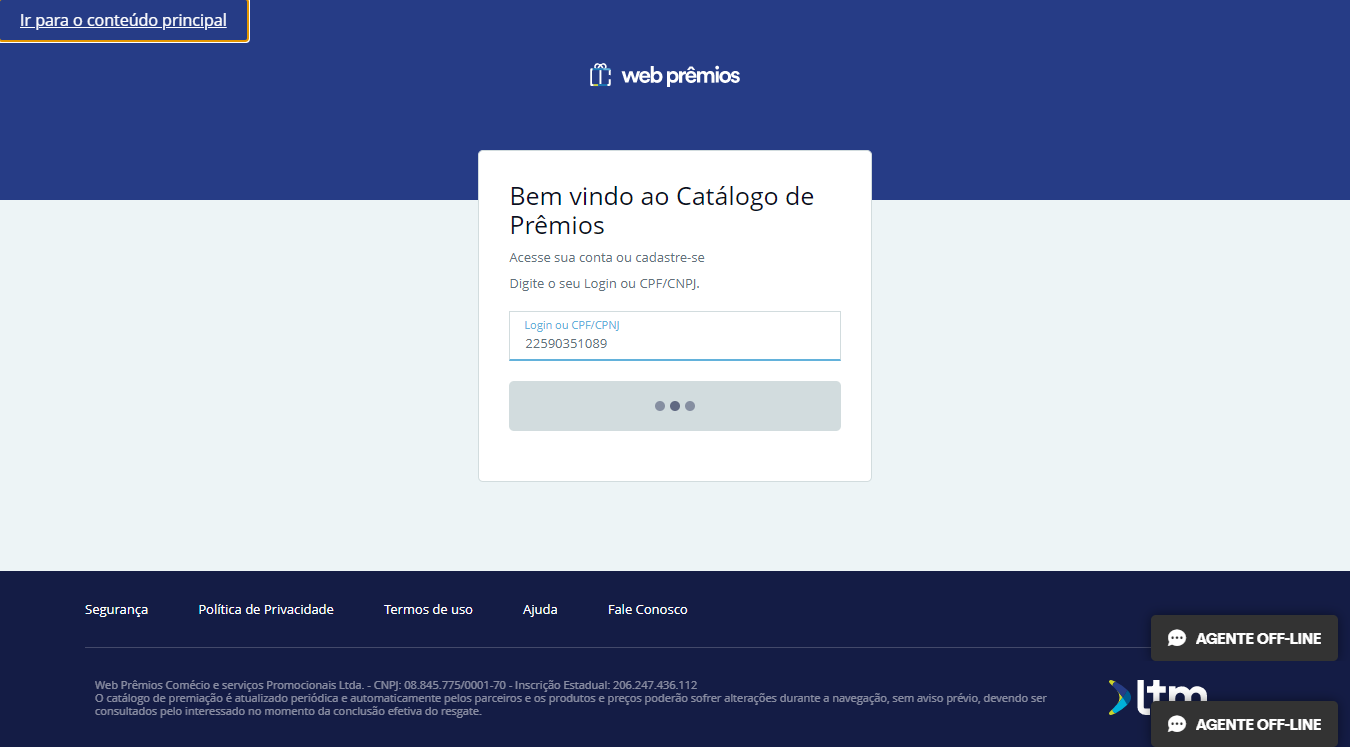 Ir para o conteúdo principal
web prêmios
Bem vindo ao Catálogo de
Prêmios
Acesse sua conta ou cadastre-se
Digite o seu Login ou CPF/CNPJ.
Login ou CPF/CPNJ
22590351089
Segurança
Política de Privacidade
Termos de uso
Ajuda
Fale Conosco
AGENTE OFF-LINE
Web Prêmios Comécio e serviços Promocionais Ltda. - CNPJ: 08.845.775/0001-70 - Inscrição Estadual: 206.247.436.112
O catálogo de premiação é atualizado periódica e automaticamente pelos parceiros e os produtos e preços poderão sofrer alterações durante a navegação, sem aviso prévio, devendo ser
consultados pelo interessado no momento da conclusão efetiva do resgate.
ltm
AGENTE OFF-LINE